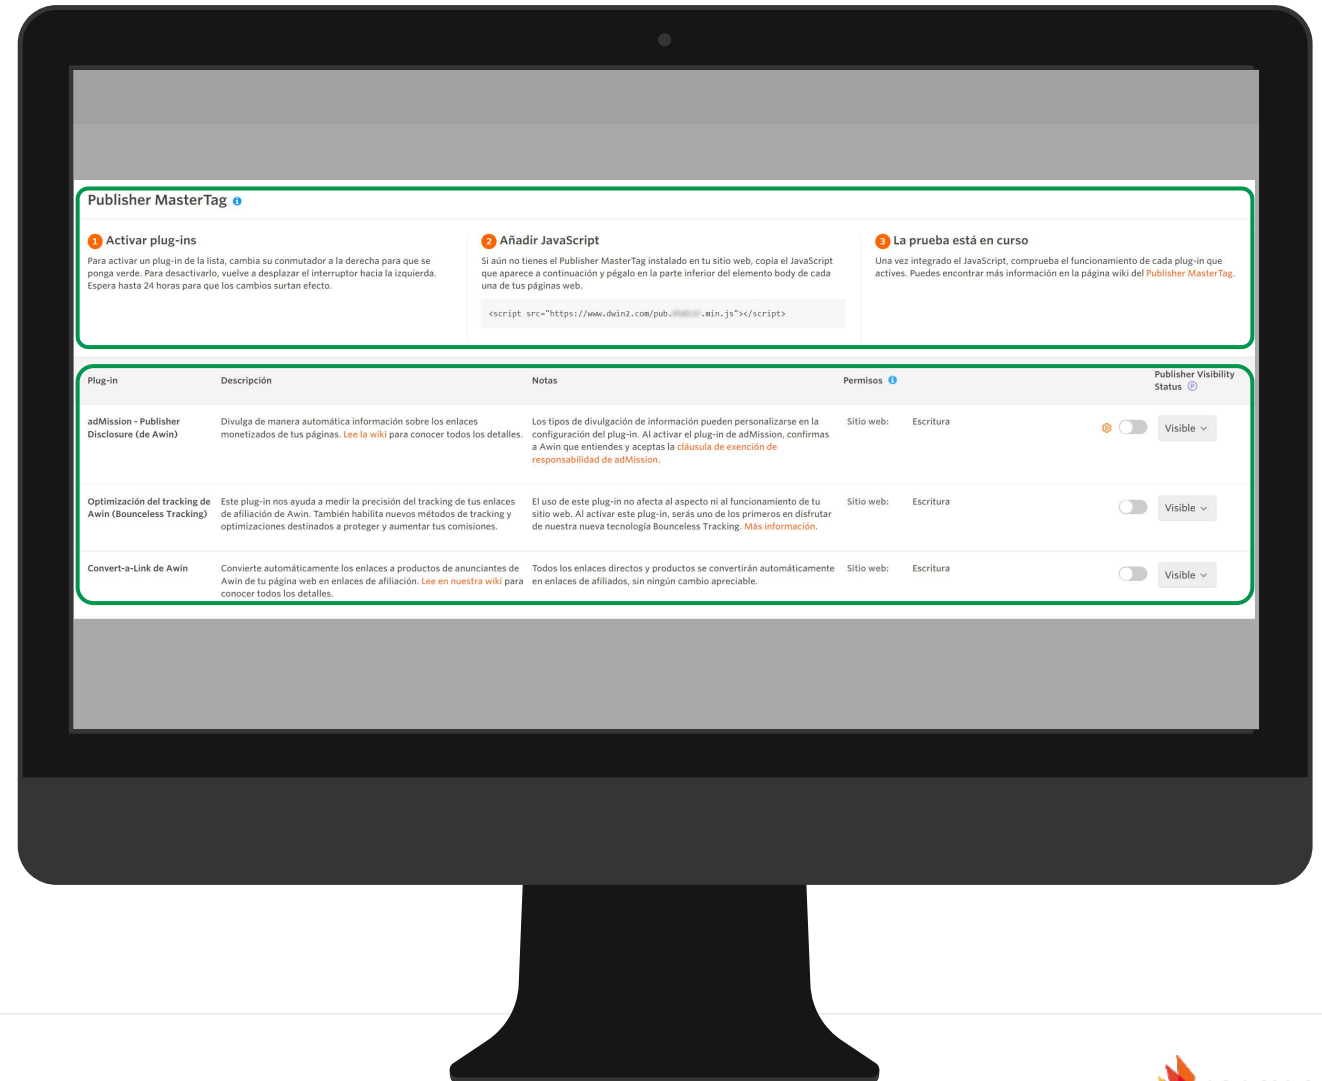 Publisher MasterTag
1 Activar plug-ins
Para activar un plug-in de la lista, cambia su conmutador a la derecha para que se
ponga verde. Para desactivarlo, vuelve a desplazar el interruptor hacia la izquierda.
Espera hasta 24 horas para que los cambios surtan efecto.
2 Añadir JavaScript
Si aún no tienes el Publisher MasterTag instalado en tu sitio web, copia el JavaScript
que aparece a continuación y pégalo en la parte inferior del elemento body de cada
una de tus páginas web.
<script src="https://www.dwin2.com/pub. .min.js"></script>
3 La prueba está en curso
Una vez integrado el JavaScript, comprueba el funcionamiento de cada plug-in que
actives. Puedes encontrar más información en la página wiki del Publisher MasterTag.
Plug-in
Descripción
Notas
Permisos
Publisher Visibility
Status P
adMission - Publisher
Disclosure (de Awin)
Divulga de manera automática información sobre los enlaces
monetizados de tus páginas. Lee la wiki para conocer todos los detalles.
Los tipos de divulgación de información pueden personalizarse en la
configuración del plug-in. Al activar el plug-in de adMission, confirmas
a Awin que entiendes y aceptas la cláusula de exención de
responsabilidad de adMission.
Sitio web: Escritura
Visible
Optimización del tracking de
Awin (Bounceless Tracking)
Este plug-in nos ayuda a medir la precisión del tracking de tus enlaces
de afiliación de Awin. También habilita nuevos métodos de tracking y
optimizaciones destinados a proteger y aumentar tus comisiones.
El uso de este plug-in no afecta al aspecto ni al funcionamiento de tu
sitio web. Al activar este plug-in, serás uno de los primeros en disfrutar
de nuestra nueva tecnología Bounceless Tracking. Más información.
Sitio web: Escritura
Visible
Convert-a-Link de Awin
Convierte automáticamente los enlaces a productos de anunciantes de
Awin de tu página web en enlaces de afiliación. Lee en nuestra wiki para
conocer todos los detalles.
Todos los enlaces directos y productos se convertirán automáticamente
en enlaces de afiliados, sin ningún cambio apreciable.
Sitio web: Escritura
Visible